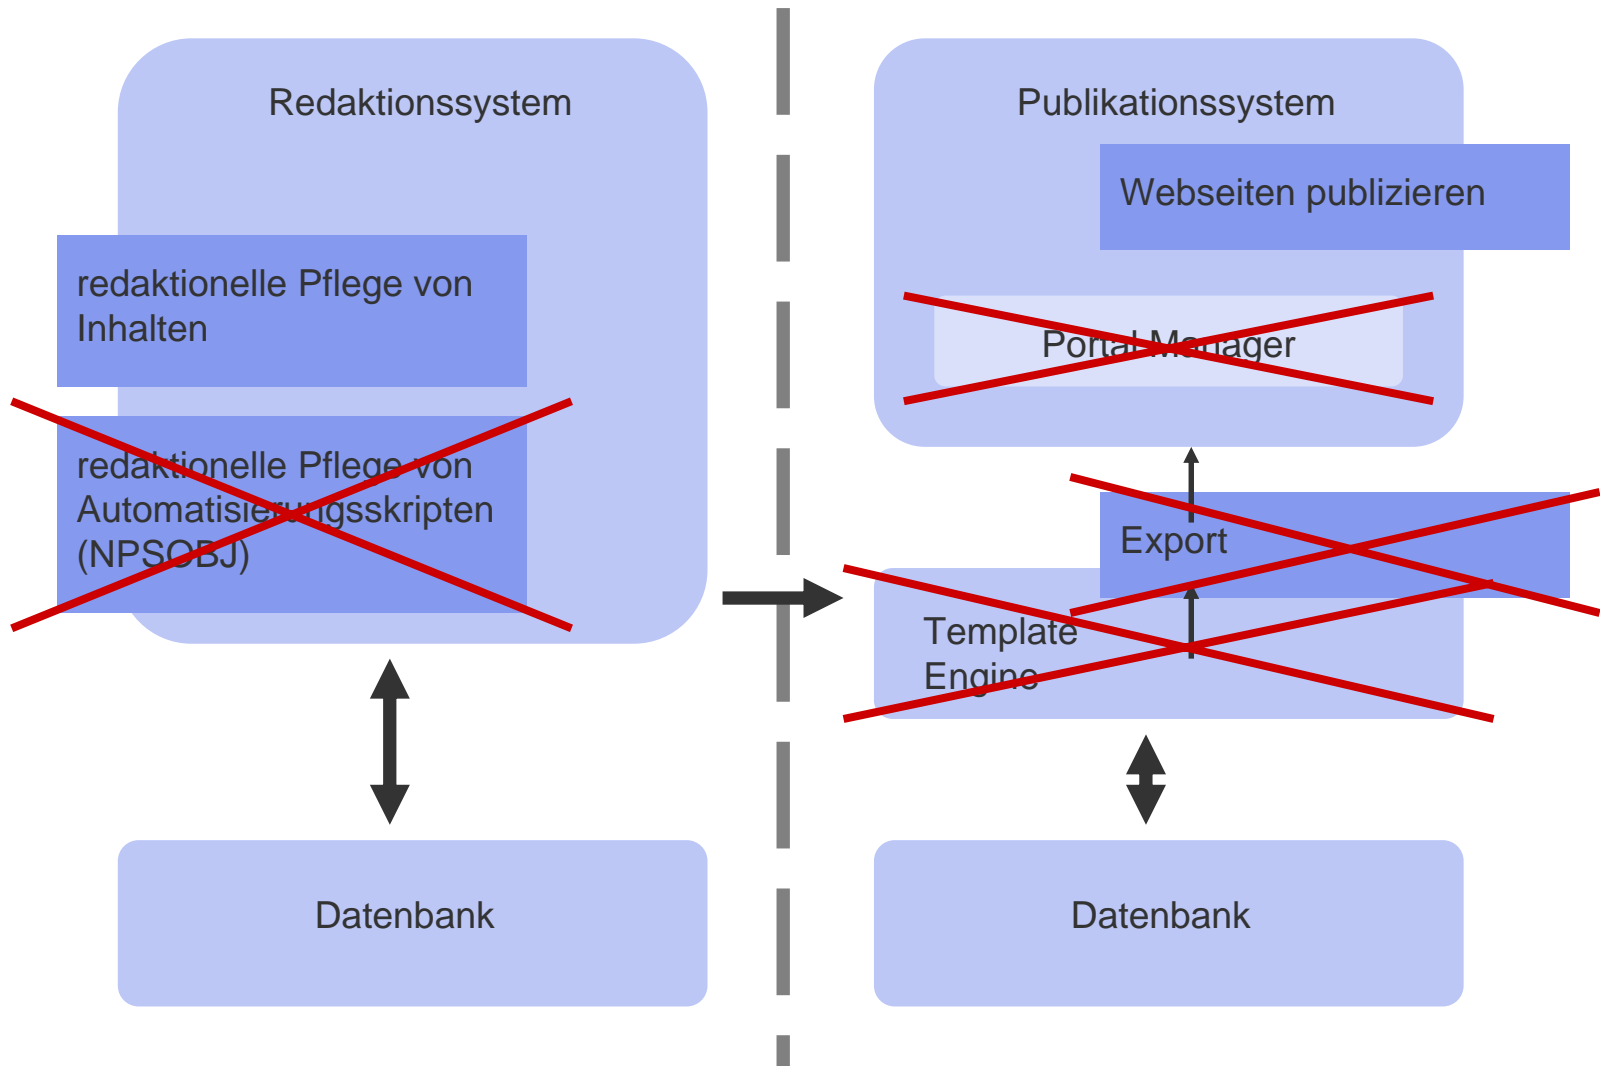 Redaktionssystem
redaktionelle Pflege von
Inhalten
redaktionelle Pflege von
Automatisierungsskripten
(NPSOBJ)
Datenbank
Publikationssystem
Webseiten publizieren
Portal Manager
Export
Template
Engine
Datenbank